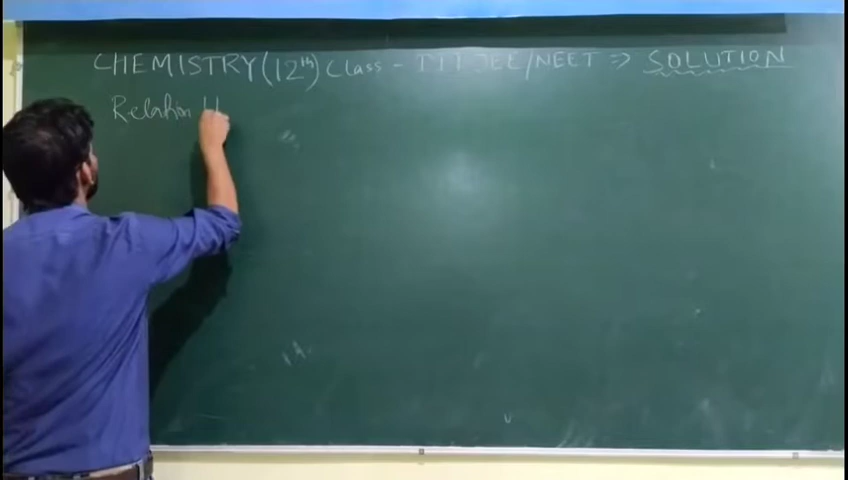 CHEMISTRY (12th) Class - IIT JEE/NEET ⇒ SOLUTION
Relation